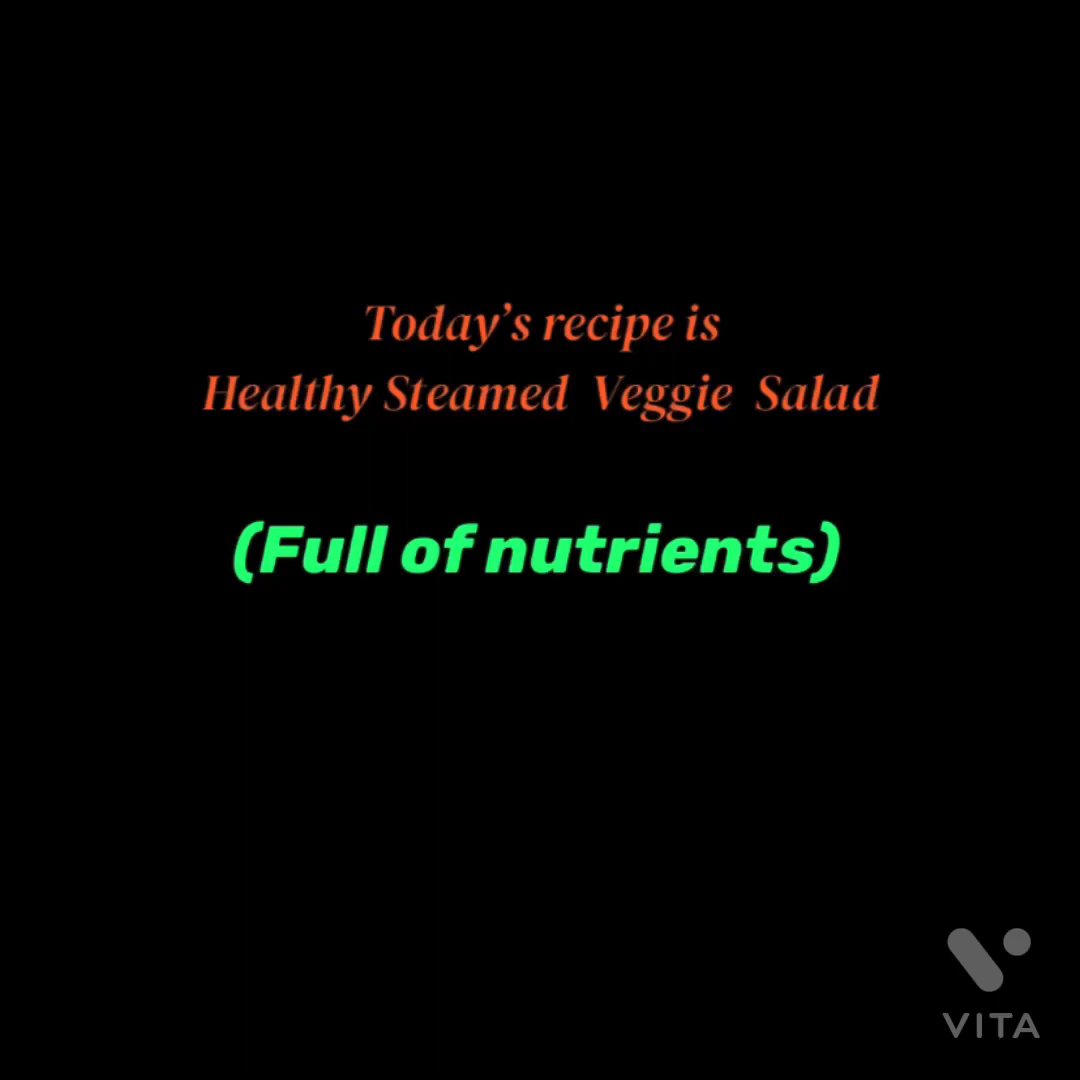 Today’s recipe is
Healthy Steamed Veggie Salad
(Full of nutrients)
VITA